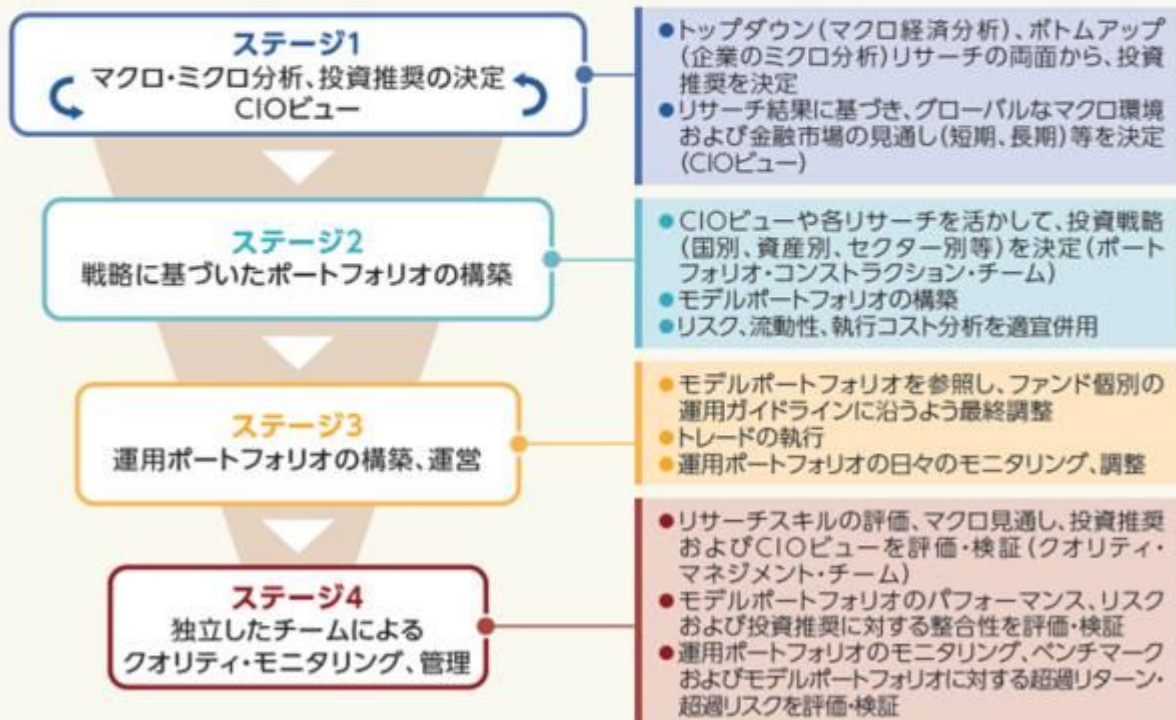 ステージ1
マクロ・ミクロ分析、投資推奨の決定
CIOビュー
●トップダウン(マクロ経済分析)、ボトムアップ
(企業のミクロ分析)リサーチの両面から、投資
推奨を決定
●リサーチ結果に基づき、グローバルなマクロ環境
および金融市場の見通し(短期、長期)等を決定
(CIOビュー)
ステージ2
戦略に基づいたポートフォリオの構築
●CIOビューや各リサーチを活かして、投資戦略
(国別、資産別、セクター別等)を決定(ポート
フォリオ・コンストラクション・チーム)
●モデルポートフォリオの構築
●リスク、流動性、執行コスト分析を適宜併用
ステージ3
運用ポートフォリオの構築、運営
●モデルポートフォリオを参照し、ファンド個別の
運用ガイドラインに沿うよう最終調整
●トレードの執行
●運用ポートフォリオの日々のモニタリング、調整
ステージ4
独立したチームによる
クオリティ・モニタリング、管理
●リサーチスキルの評価、マクロ見通し、投資推奨
およびCIOビューを評価・検証(クオリティ・
マネジメント・チーム)
●モデルポートフォリオのパフォーマンス、リスク
および投資推奨に対する整合性を評価・検証
●運用ポートフォリオのモニタリング、ベンチマーク
およびモデルポートフォリオに対する超過リターン・
超過リスクを評価・検証